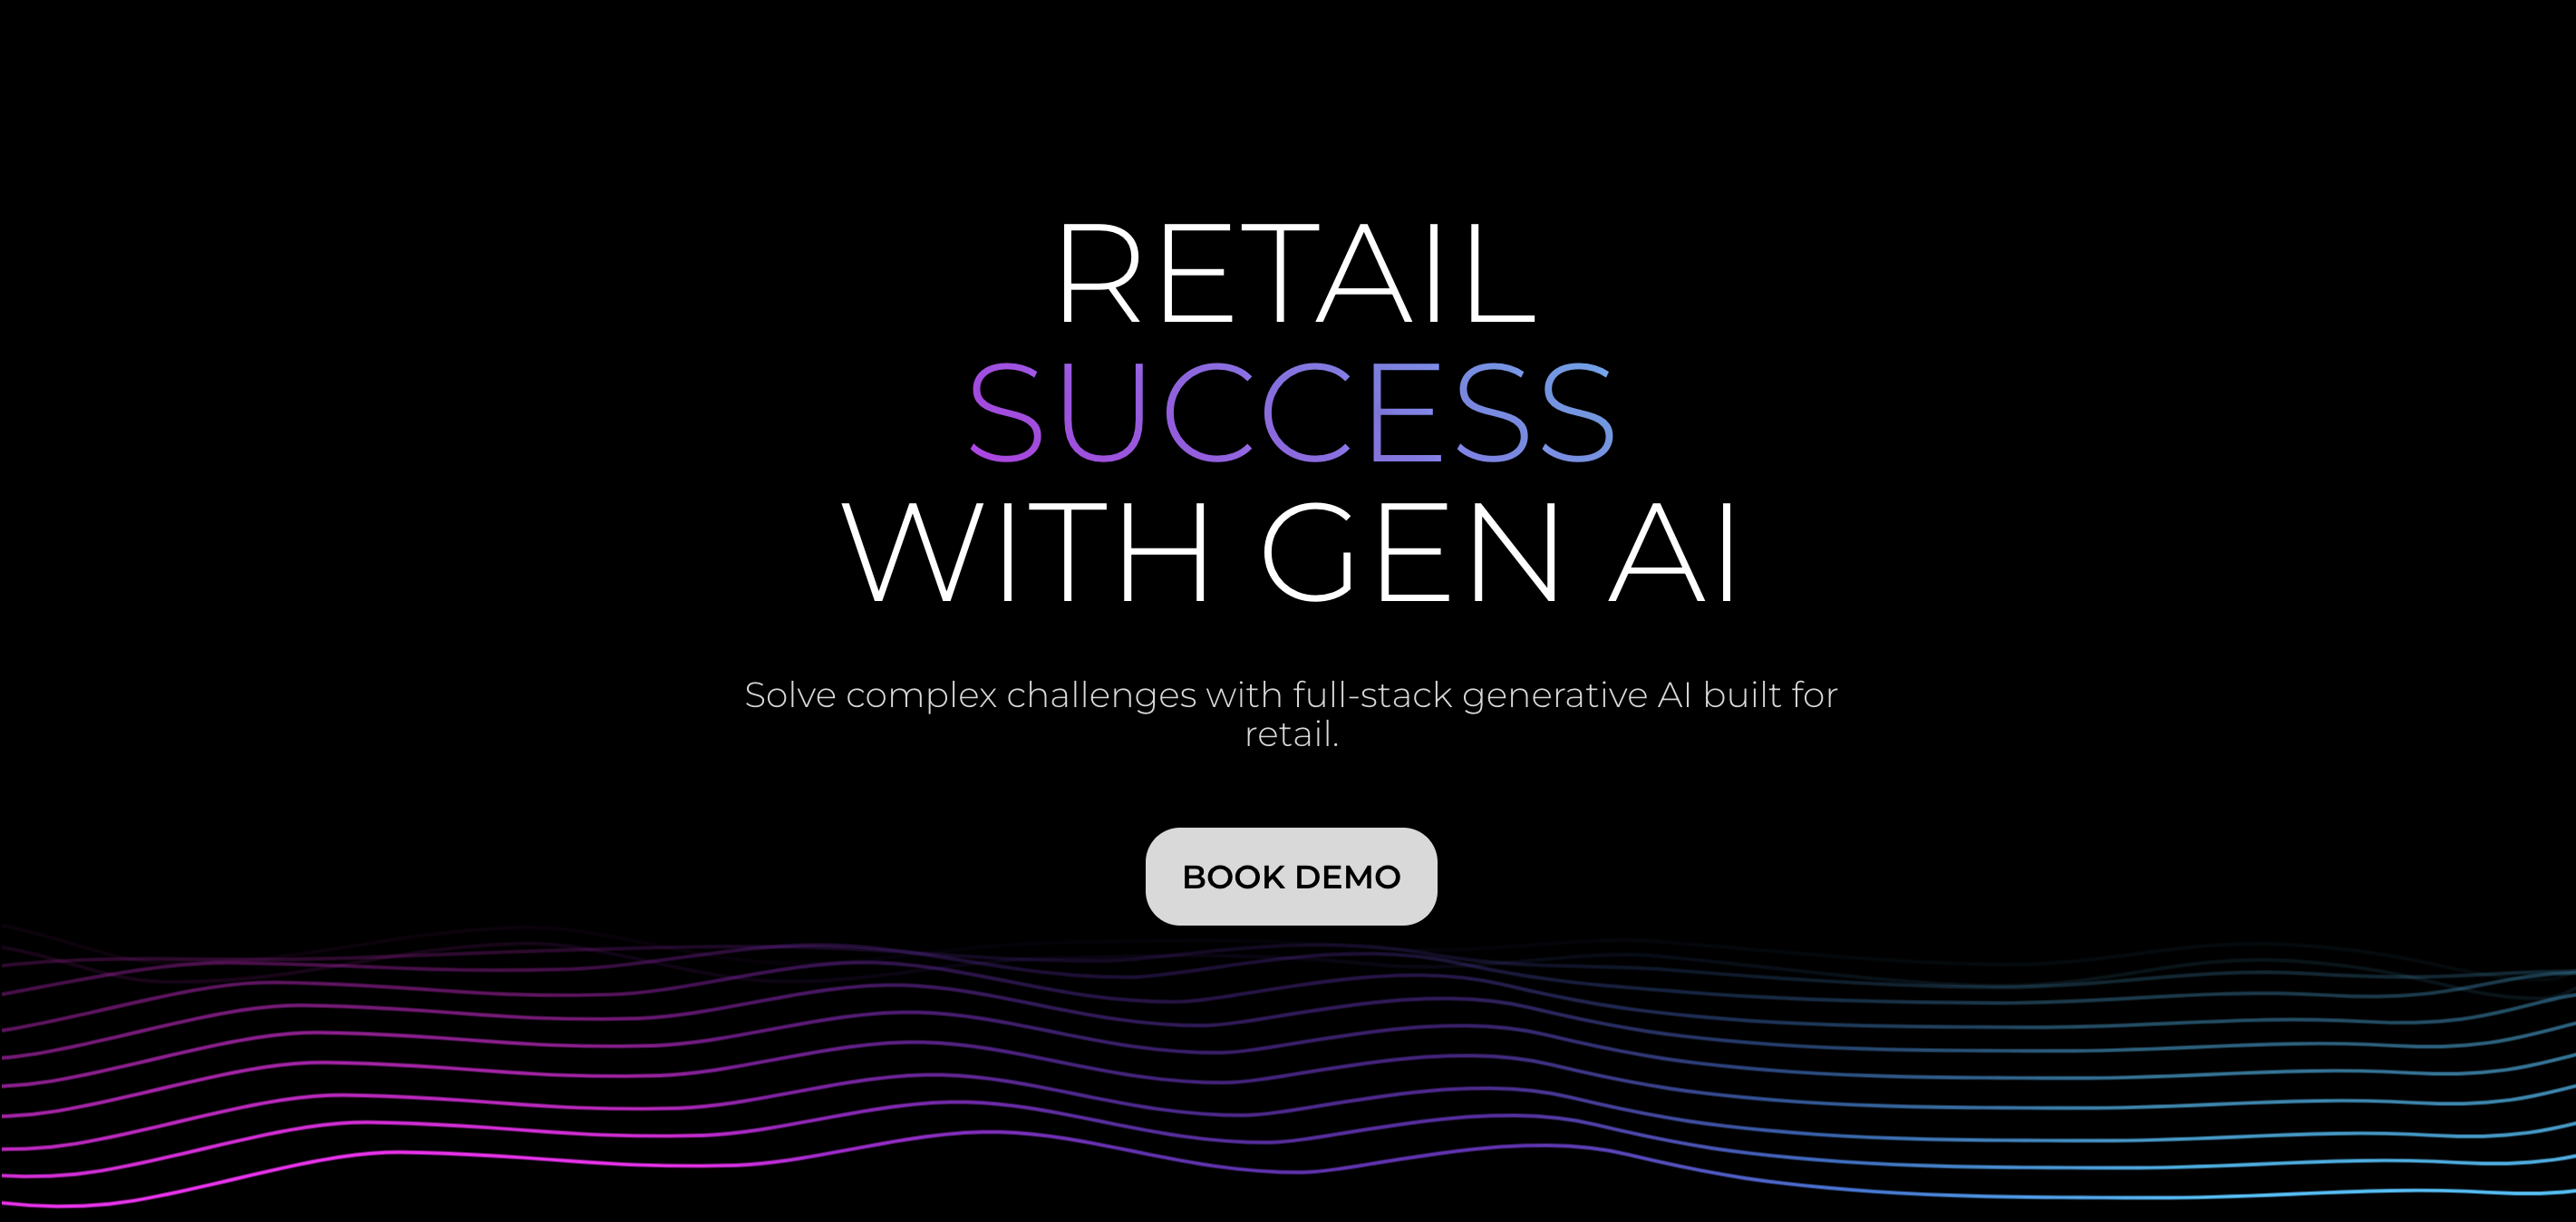 RETAIL
SUCCESS
WITH GEN AI
Solve complex challenges with full-stack generative AI built for
retail.
BOOK DEMO